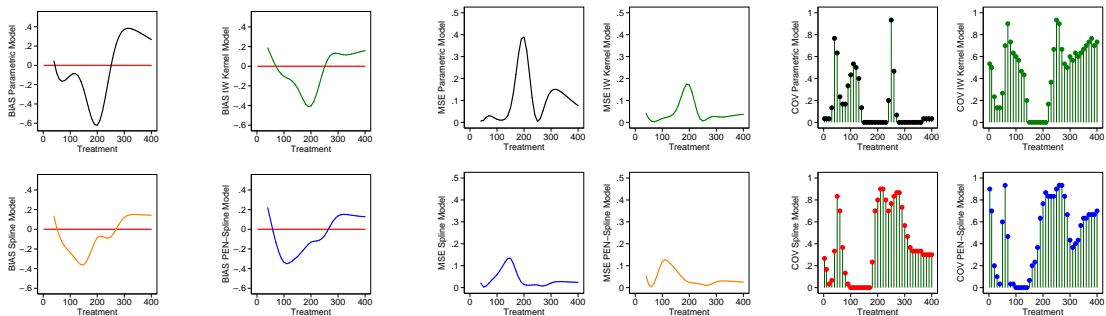 BIAS Parametric Model
.4
.2
0
-.2
-.4
-.6
0 100 200 300 400
Treatment
BIAS IW Kernel Model
.4
.2
0
-.2
-.4
-.6
0 100 200 300 400
Treatment
MSE Parametric Model
.5
.4
.3
.2
.1
0
0 100 200 300 400
Treatment
MSE IW Kernel Model
.5
.4
.3
.2
.1
0
0 100 200 300 400
Treatment
COV Parametric Model
1
.8
.6
.4
.2
0
0 100 200 300 400
Treatment
COV IW Kernel Model
1
.8
.6
.4
.2
0
0 100 200 300 400
Treatment
BIAS Spline Model
.4
.2
0
-.2
-.4
-.6
0 100 200 300 400
Treatment
BIAS PEN-Spline Model
.4
.2
0
-.2
-.4
-.6
0 100 200 300 400
Treatment
MSE Spline Model
.5
.4
.3
.2
.1
0
0 100 200 300 400
Treatment
MSE PEN-Spline Model
.5
.4
.3
.2
.1
0
0 100 200 300 400
Treatment
COV Spline Model
1
.8
.6
.4
.2
0
0 100 200 300 400
Treatment
COV PEN-Spline Model
1
.8
.6
.4
.2
0
0 100 200 300 400
Treatment